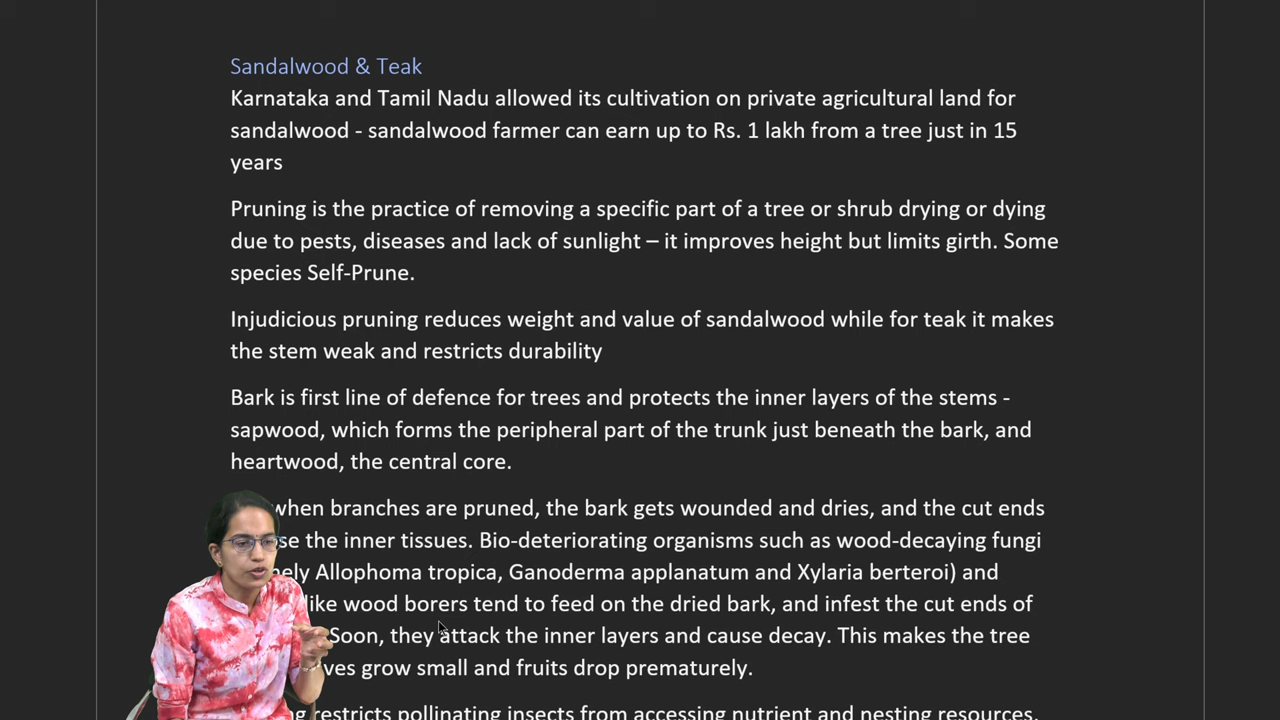 Sandalwood & Teak
Karnataka and Tamil Nadu allowed its cultivation on private agricultural land for
sandalwood - sandalwood farmer can earn up to Rs. 1 lakh from a tree just in 15
years
Pruning is the practice of removing a specific part of a tree or shrub drying or dying
due to pests, diseases and lack of sunlight – it improves height but limits girth. Some
species Self-Prune.
Injudicious pruning reduces weight and value of sandalwood while for teak it makes
the stem weak and restricts durability
Bark is first line of defence for trees and protects the inner layers of the stems -
sapwood, which forms the peripheral part of the trunk just beneath the bark, and
heartwood, the central core.
when branches are pruned, the bark gets wounded and dries, and the cut ends
the inner tissues. Bio-deteriorating organisms such as wood-decaying fungi
Allophoma tropica, Ganoderma applanatum and Xylaria berteroi) and
like wood borers tend to feed on the dried bark, and infest the cut ends of
Soon, they attack the inner layers and cause decay. This makes the tree
grow small and fruits drop prematurely.
restricts pollinating insects from accessing nutrient and nesting resources.